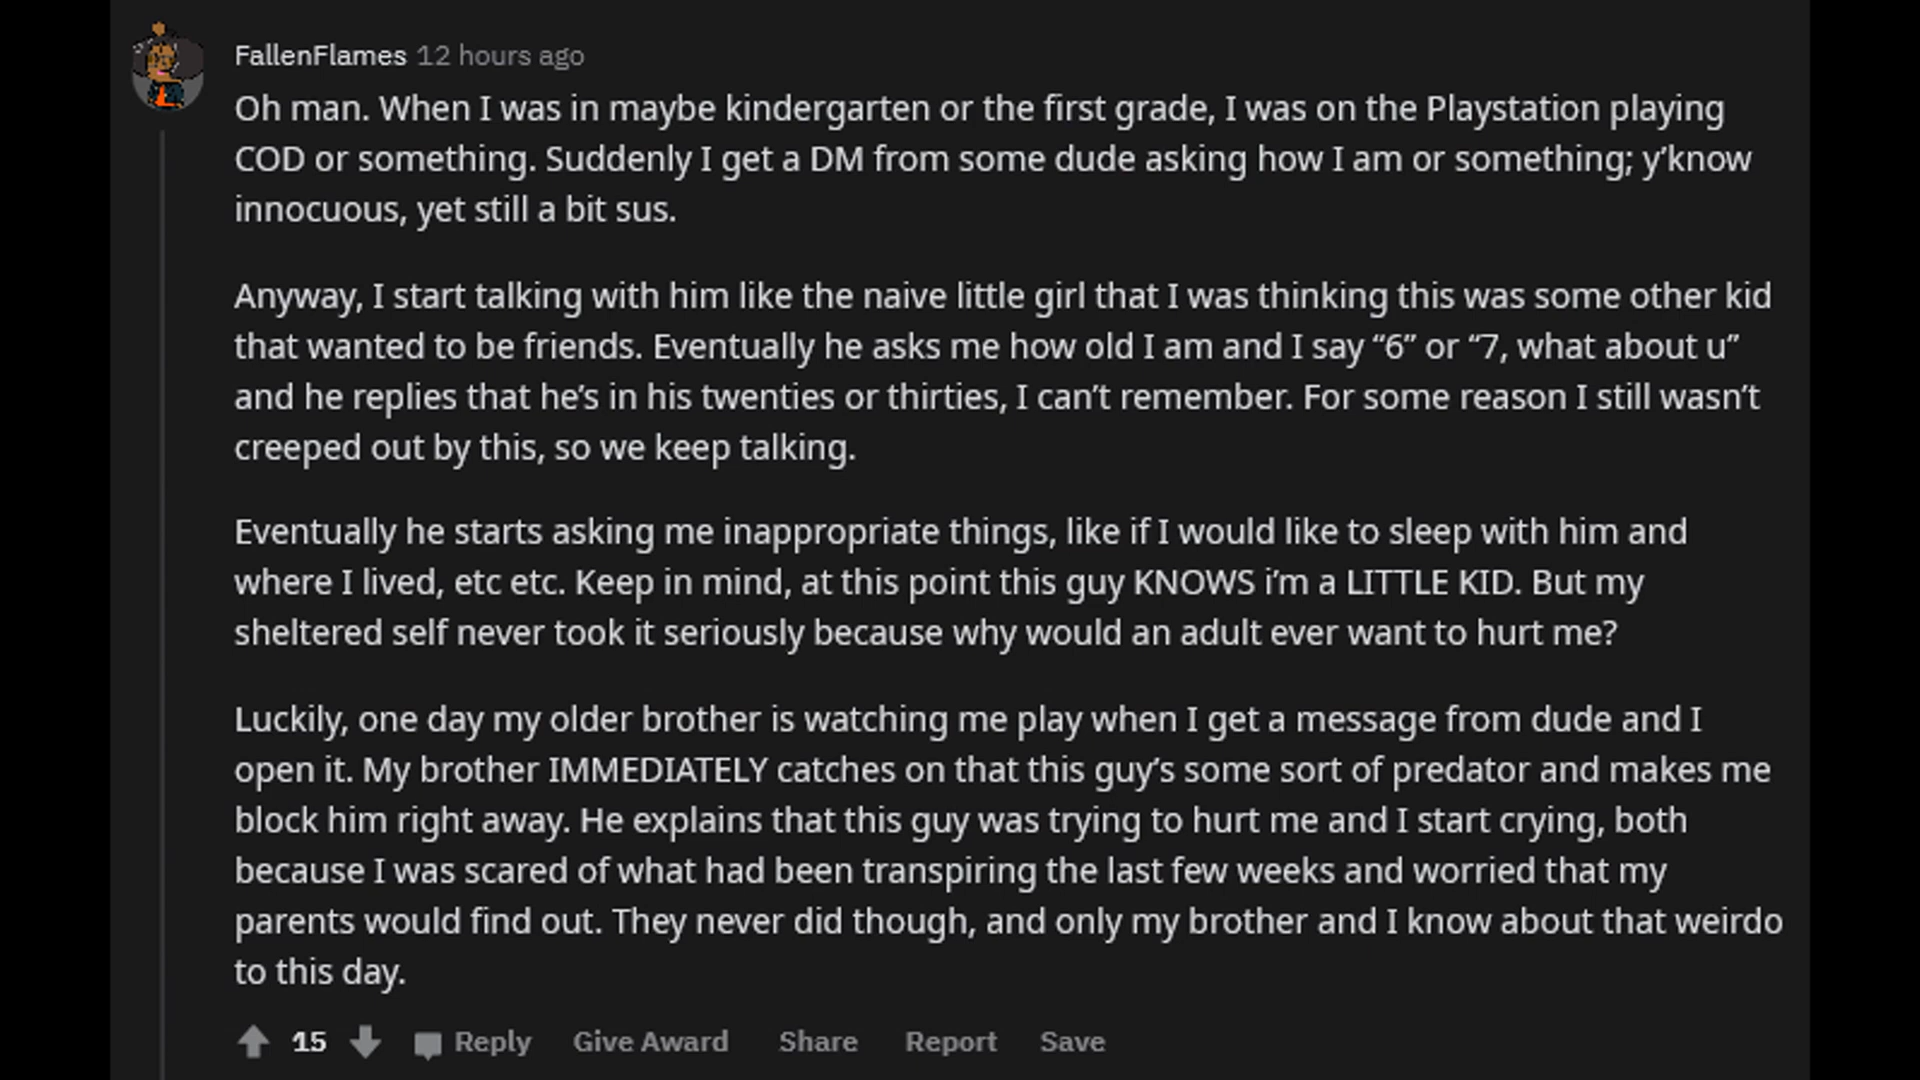 FallenFlames 12 hours ago
Oh man. When I was in maybe kindergarten or the first grade, I was on the Playstation playing
COD or something. Suddenly I get a DM from some dude asking how I am or something; y’know
innocuous, yet still a bit sus.
Anyway, I start talking with him like the naive little girl that I was thinking this was some other kid
that wanted to be friends. Eventually he asks me how old I am and I say “6” or “7, what about u”
and he replies that he’s in his twenties or thirties, I can’t remember. For some reason I still wasn’t
creeped out by this, so we keep talking.
Eventually he starts asking me inappropriate things, like if I would like to sleep with him and
where I lived, etc etc. Keep in mind, at this point this guy KNOWS i’m a LITTLE KID. But my
sheltered self never took it seriously because why would an adult ever want to hurt me?
Luckily, one day my older brother is watching me play when I get a message from dude and I
open it. My brother IMMEDIATELY catches on that this guy’s some sort of predator and makes me
block him right away. He explains that this guy was trying to hurt me and I start crying, both
because I was scared of what had been transpiring the last few weeks and worried that my
parents would find out. They never did though, and only my brother and I know about that weirdo
to this day.
15 Reply Give Award Share Report Save